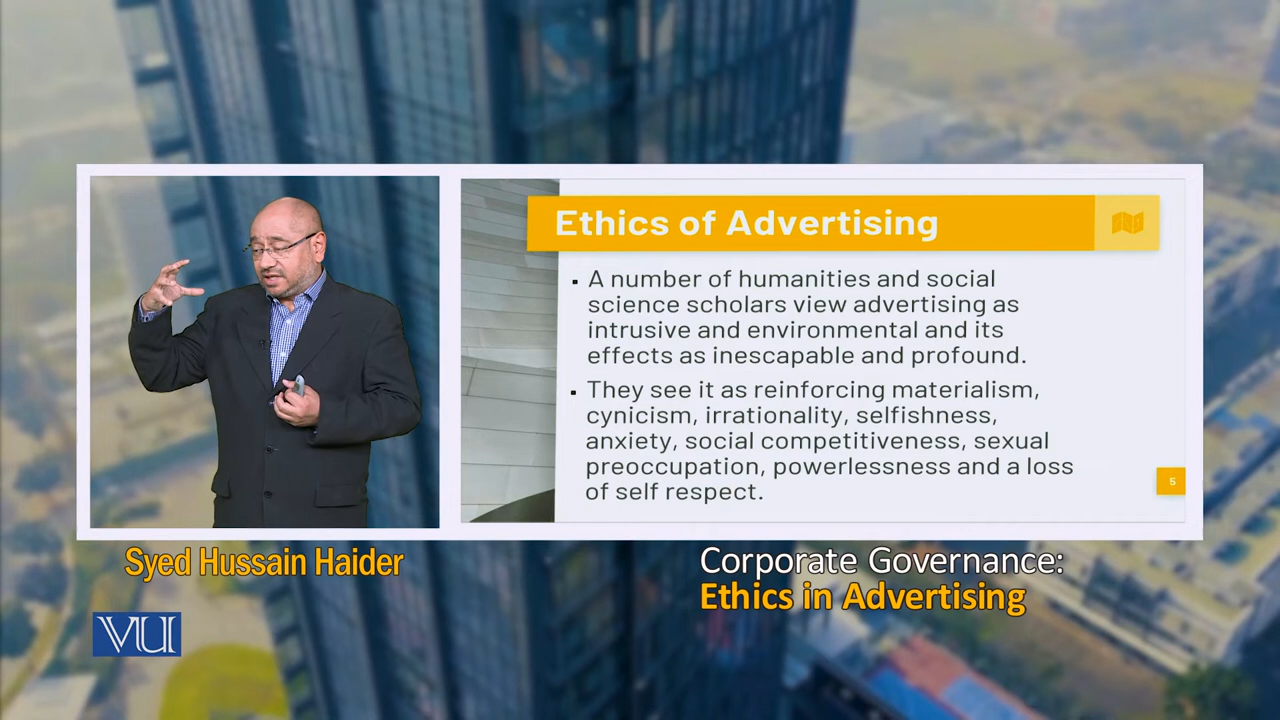 Ethics of Advertising
▪ A number of humanities and social
science scholars view advertising as
intrusive and environmental and its
effects as inescapable and profound.
▪ They see it as reinforcing materialism,
cynicism, irrationality, selfishness,
anxiety, social competitiveness, sexual
preoccupation, powerlessness and a loss
of self respect.
5
Syed Hussain Haider
Corporate Governance:
Ethics in Advertising
VU